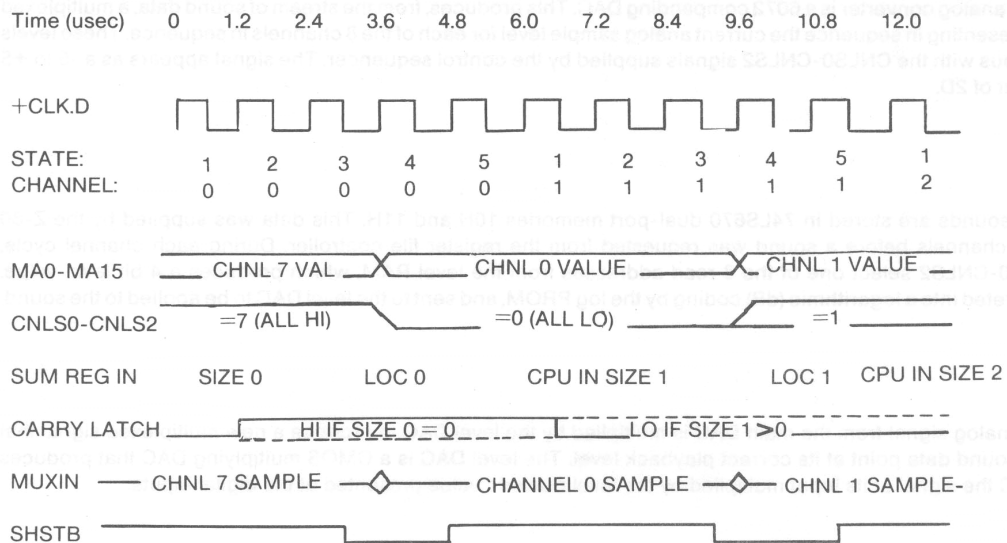 Time (usec) 0 1.2 2.4 3.6 4.8 6.0 7.2 8.4 9.6 10.8 12.0
+CLK.D
STATE: 1 2 3 4 5 1 2 3 4 5 1
CHANNEL: 0 0 0 0 0 1 1 1 1 1 2
MA0-MA15 CHNL 7 VAL CHNL 0 VALUE CHNL 1 VALUE
CNLS0-CNLS2 =7 (ALL HI) =0 (ALL LO) =1
SUM REG IN SIZE 0 LOC 0 CPU IN SIZE 1 LOC 1 CPU IN SIZE 2
CARRY LATCH HI IF SIZE 0 = 0 LO IF SIZE 1 >0
MUXIN CHNL 7 SAMPLE CHANNEL 0 SAMPLE CHNL 1 SAMPLE
SHSTB